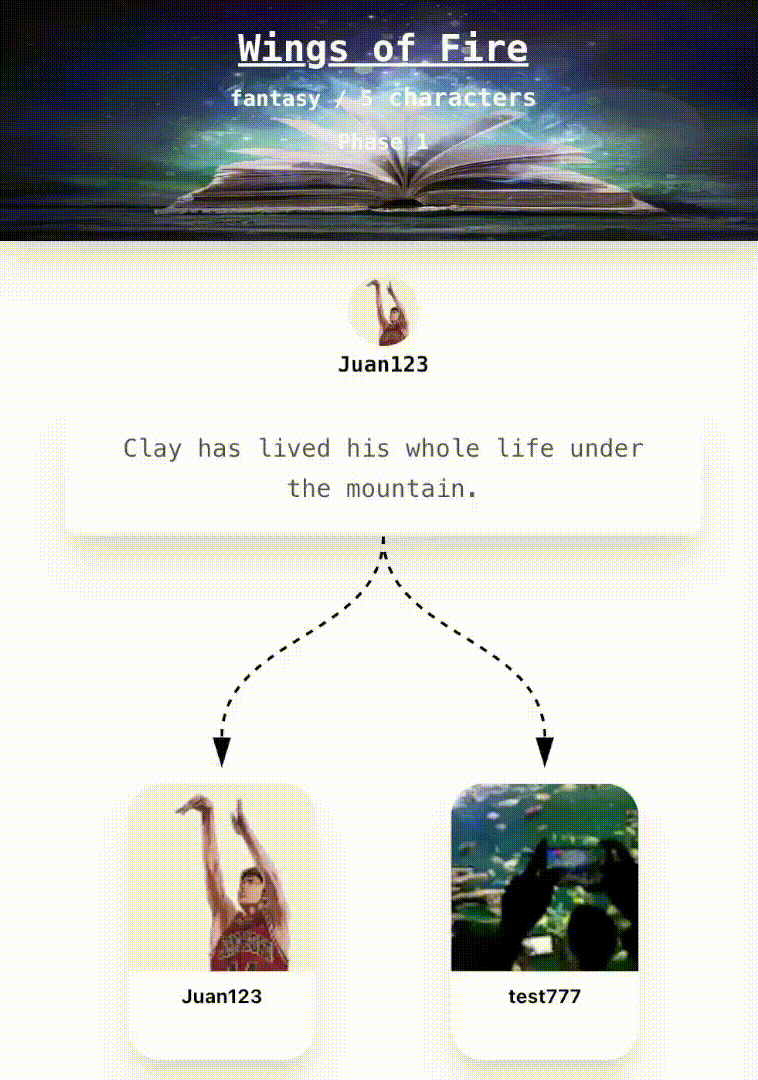 Wings of Fire
fantasy / 5 characters
Phase 1
Juan123
Clay has lived his whole life under
the mountain.
Juan123
test777